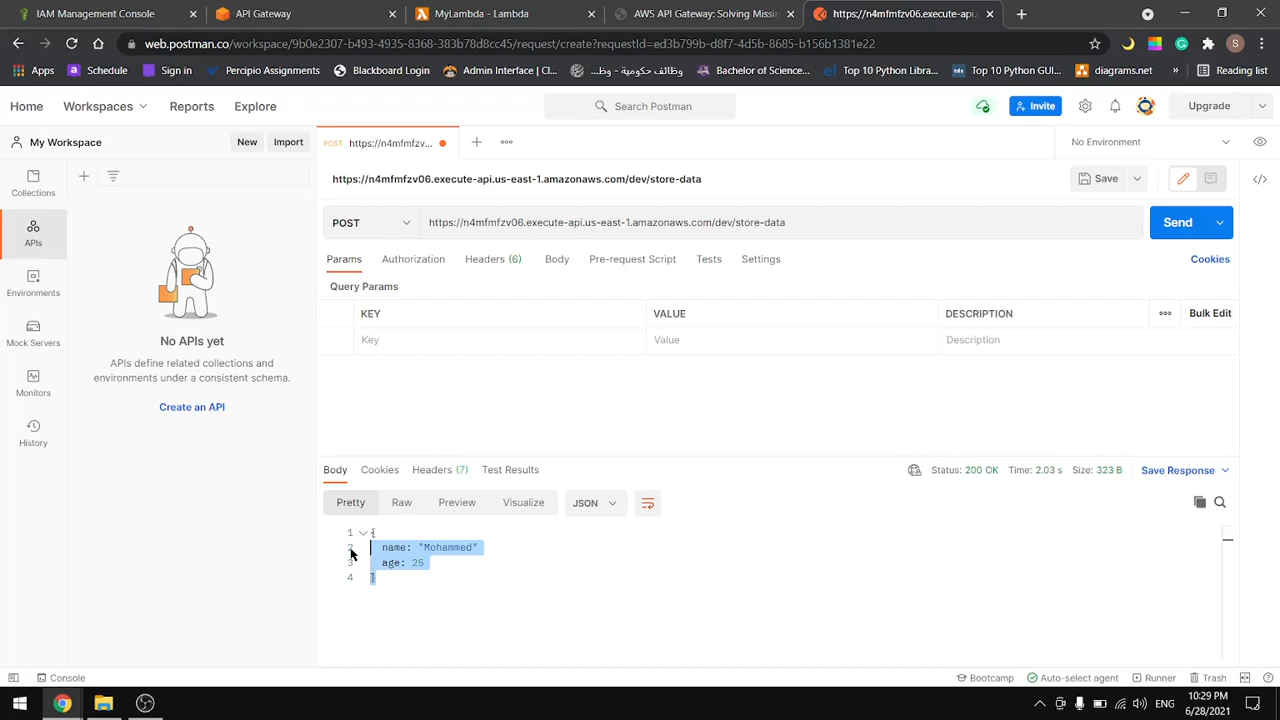 IAM Management Console
API Gateway
MyLambda - Lambda
AWS API Gateway: Solving Missin
https://n4mfmfzv06.execute-api.us
web.postman.co/workspace/9b0e2307-b493-4935-8368-383b78d8cc45/request/create?requestId=ed3b799b-d8f7-4d5b-8685-b156b1381e22
S
Apps
Schedule
Sign in
Percipio Assignments
Blackboard Login
Admin Interface | Cl...
وظائف حكومية - وظ...
Bachelor of Science...
Top 10 Python Libra...
Top 10 Python GUI...
diagrams.net
»
Reading list
Home
Workspaces
Reports
Explore
Search Postman
Invite
Upgrade
My Workspace
New
Import
POST https://n4mfmfzv...
No Environment
https://n4mfmfzv06.execute-api.us-east-1.amazonaws.com/dev/store-data
Save
Collections
APIs
Environments
Mock Servers
Monitors
History
No APIs yet
APIs define related collections and
environments under a consistent schema.
Create an API
POST
https://n4mfmfzv06.execute-api.us-east-1.amazonaws.com/dev/store-data
Send
Params
Authorization
Headers (6)
Body
Pre-request Script
Tests
Settings
Cookies
Query Params
KEY
VALUE
DESCRIPTION
Bulk Edit
Key
Value
Description
Body
Cookies
Headers (7)
Test Results
Status: 200 OK
Time: 2.03 s
Size: 323 B
Save Response
Pretty
Raw
Preview
Visualize
JSON
1 {
2 name: "Mohammed"
3 age: 25
4 }
Console
Bootcamp
Auto-select agent
Runner
Trash
ENG
10:29 PM
6/28/2021